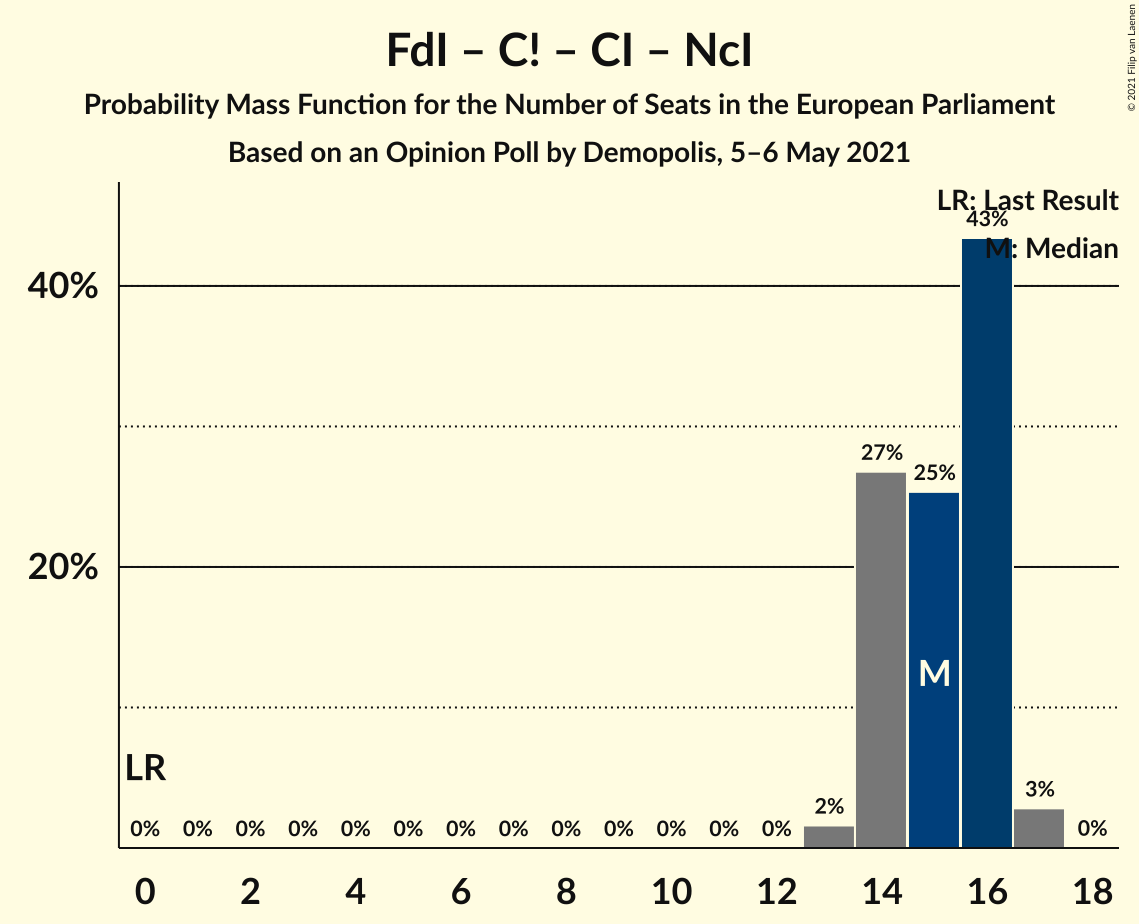 FdI – C! – CI – NcI
Probability Mass Function for the Number of Seats in the European Parliament
Based on an Opinion Poll by Demopolis, 5–6 May 2021
© 2021 Filip van Laenen
LR: Last Result
43%
M: Median
40%
27%
25%
20%
M
LR
3%
2%
0% 0% 0% 0% 0% 0% 0% 0% 0% 0% 0% 0% 0% 0%
0 2 4 6 8 10 12 14 16 18